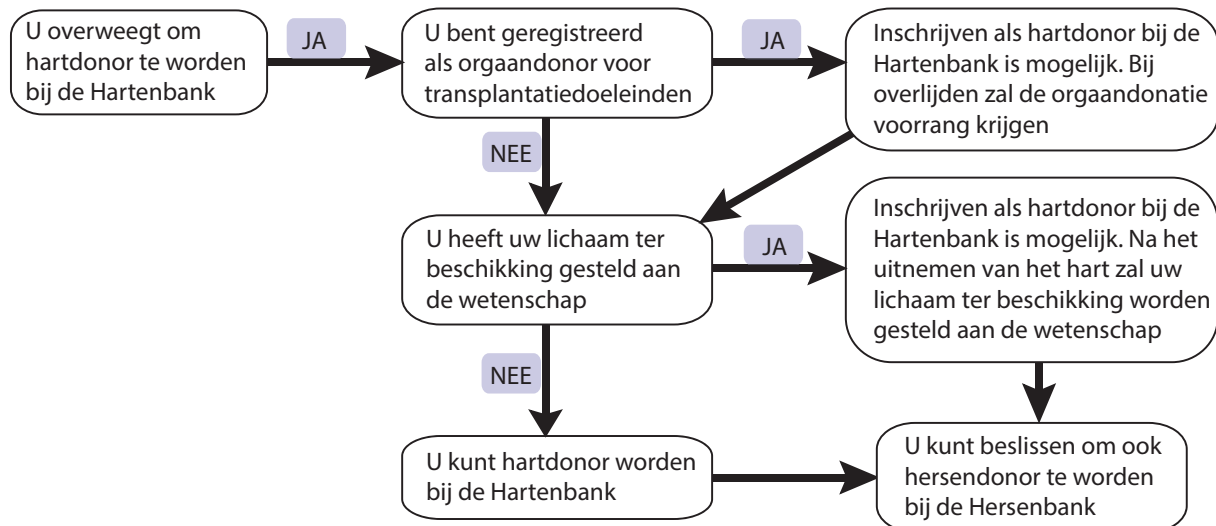 U overweegt om
hartdonor te worden
bij de Hartenbank
JA
U bent geregistreerd
als orgaandonor voor
transplantatiedoeleinden
JA
Inschrijven als hartdonor bij de
Hartenbank is mogelijk. Bij
overlijden zal de orgaandonatie
voorrang krijgen
NEE
U heeft uw lichaam ter
beschikking gesteld aan
de wetenschap
JA
Inschrijven als hartdonor bij de
Hartenbank is mogelijk. Na het
uitnemen van het hart zal uw
lichaam ter beschikking worden
gesteld aan de wetenschap
NEE
U kunt hartdonor worden
bij de Hartenbank
U kunt beslissen om ook
hersendonor te worden
bij de Hersenbank